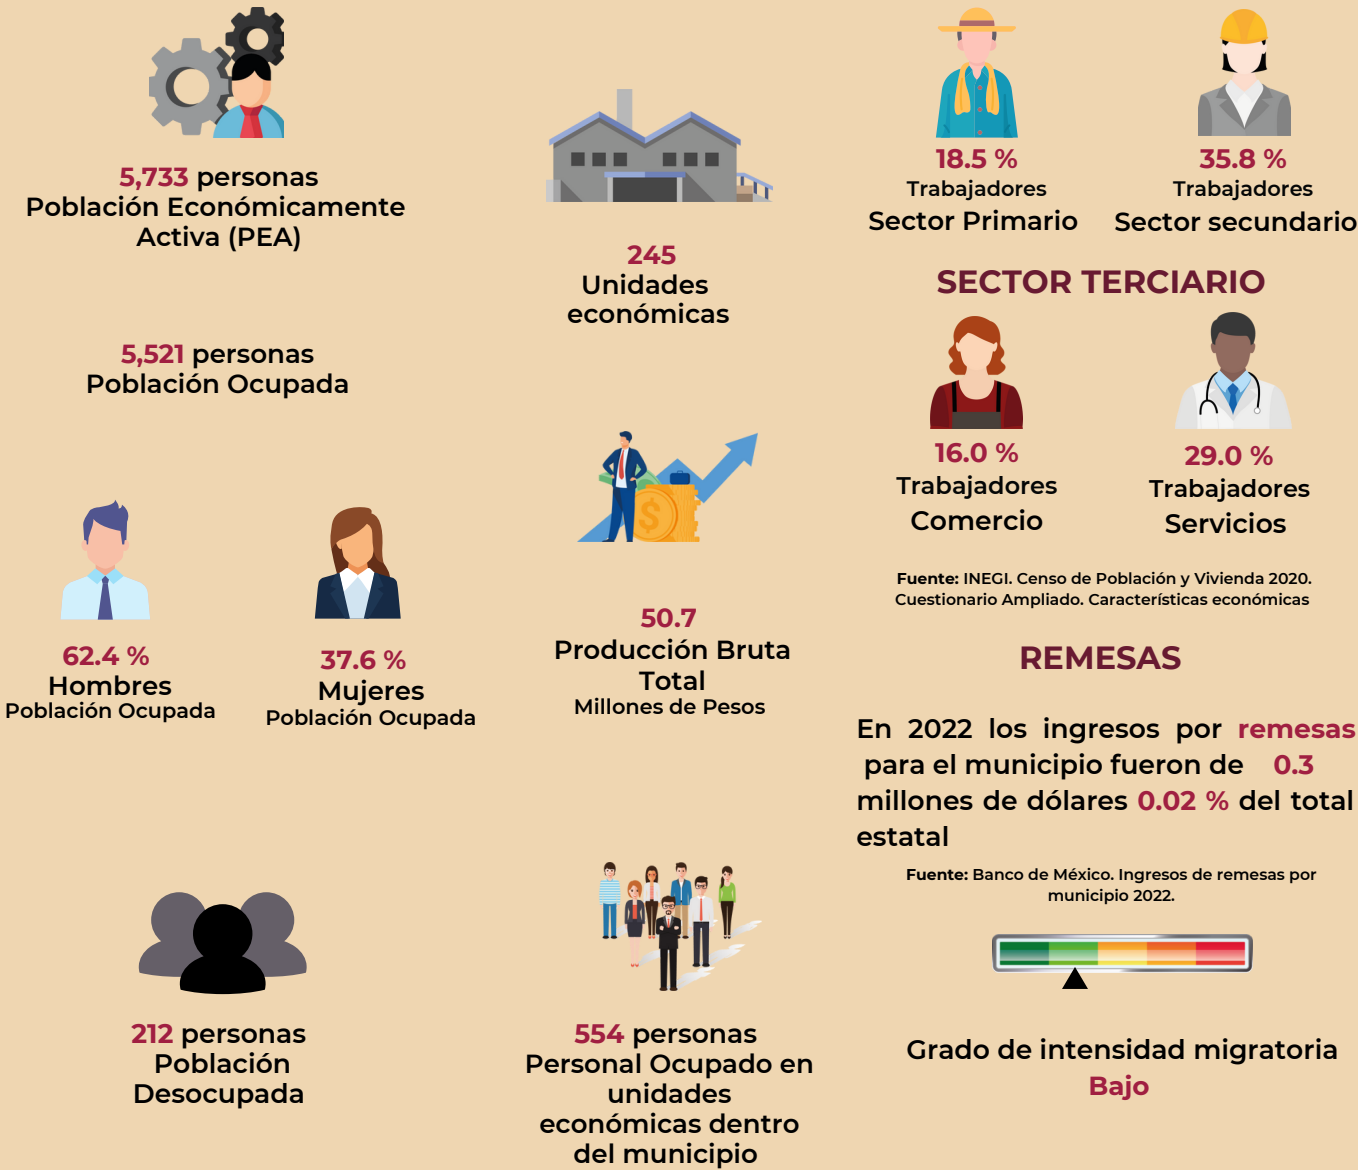 5,733 personas
Población Económicamente
Activa (PEA)
5,521 personas
Población Ocupada
62.4 %
Hombres
Población Ocupada
37.6 %
Mujeres
Población Ocupada
212 personas
Población
Desocupada
245
Unidades
económicas
$
50.7
Producción Bruta
Total
Millones de Pesos
554 personas
Personal Ocupado en
unidades
económicas dentro
del municipio
18.5 %
Trabajadores
Sector Primario
35.8 %
Trabajadores
Sector secundario
SECTOR TERCIARIO
16.0 %
Trabajadores
Comercio
29.0 %
Trabajadores
Servicios
Fuente: INEGI. Censo de Población y Vivienda 2020.
Cuestionario Ampliado. Características económicas
REMESAS
En 2022 los ingresos por remesas
para el municipio fueron de 0.3
millones de dólares 0.02 % del total
estatal
Fuente: Banco de México. Ingresos de remesas por
municipio 2022.
Grado de intensidad migratoria
Bajo